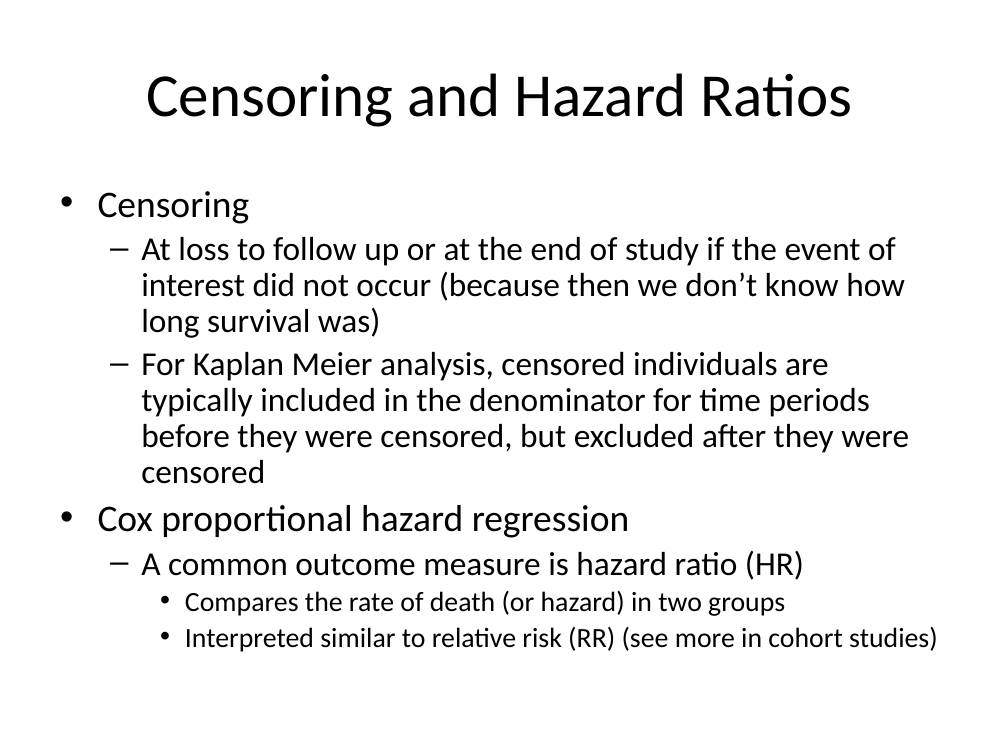 Censoring and Hazard Ratios
• Censoring
– At loss to follow up or at the end of study if the event of
interest did not occur (because then we don’t know how
long survival was)
– For Kaplan Meier analysis, censored individuals are
typically included in the denominator for time periods
before they were censored, but excluded after they were
censored
• Cox proportional hazard regression
– A common outcome measure is hazard ratio (HR)
• Compares the rate of death (or hazard) in two groups
• Interpreted similar to relative risk (RR) (see more in cohort studies)